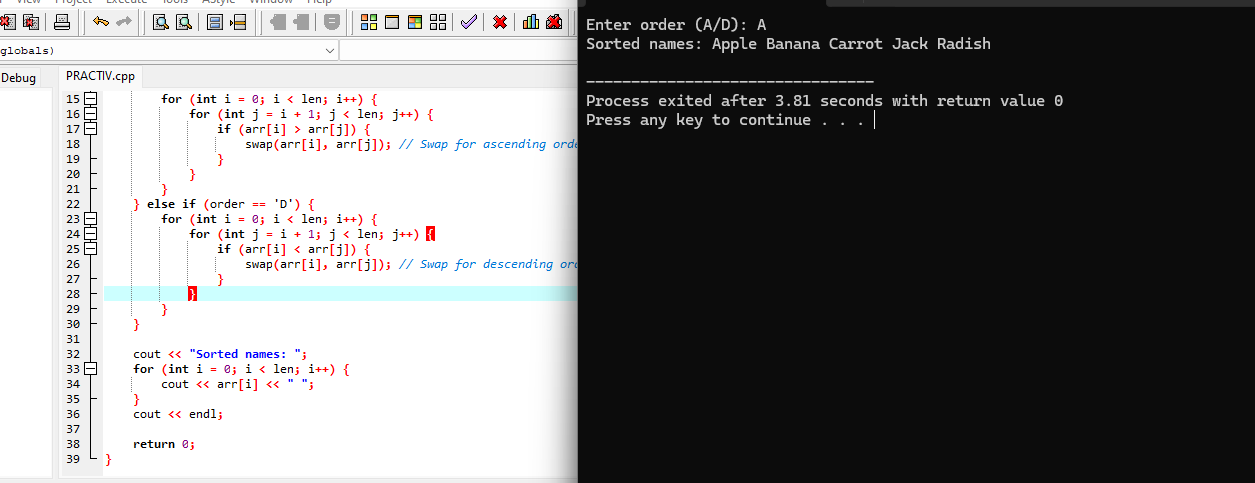 View Project Execute Tools AStyle Window Help
globals)
Debug
PRACTIV.cpp
15 for (int i = 0; i < len; i++) {
16 for (int j = i + 1; j < len; j++) {
17 if (arr[i] > arr[j]) {
18 swap(arr[i], arr[j]); // Swap for ascending orde
19 }
20 }
21 }
22 } else if (order == 'D') {
23 for (int i = 0; i < len; i++) {
24 for (int j = i + 1; j < len; j++) {
25 if (arr[i] < arr[j]) {
26 swap(arr[i], arr[j]); // Swap for descending ord
27 }
28 }
29 }
30 }
31
32 cout << "Sorted names: ";
33 for (int i = 0; i < len; i++) {
34 cout << arr[i] << " ";
35 }
36 cout << endl;
37
38 return 0;
39 }
Enter order (A/D): A
Sorted names: Apple Banana Carrot Jack Radish
--------------------------------
Process exited after 3.81 seconds with return value 0
Press any key to continue . . .